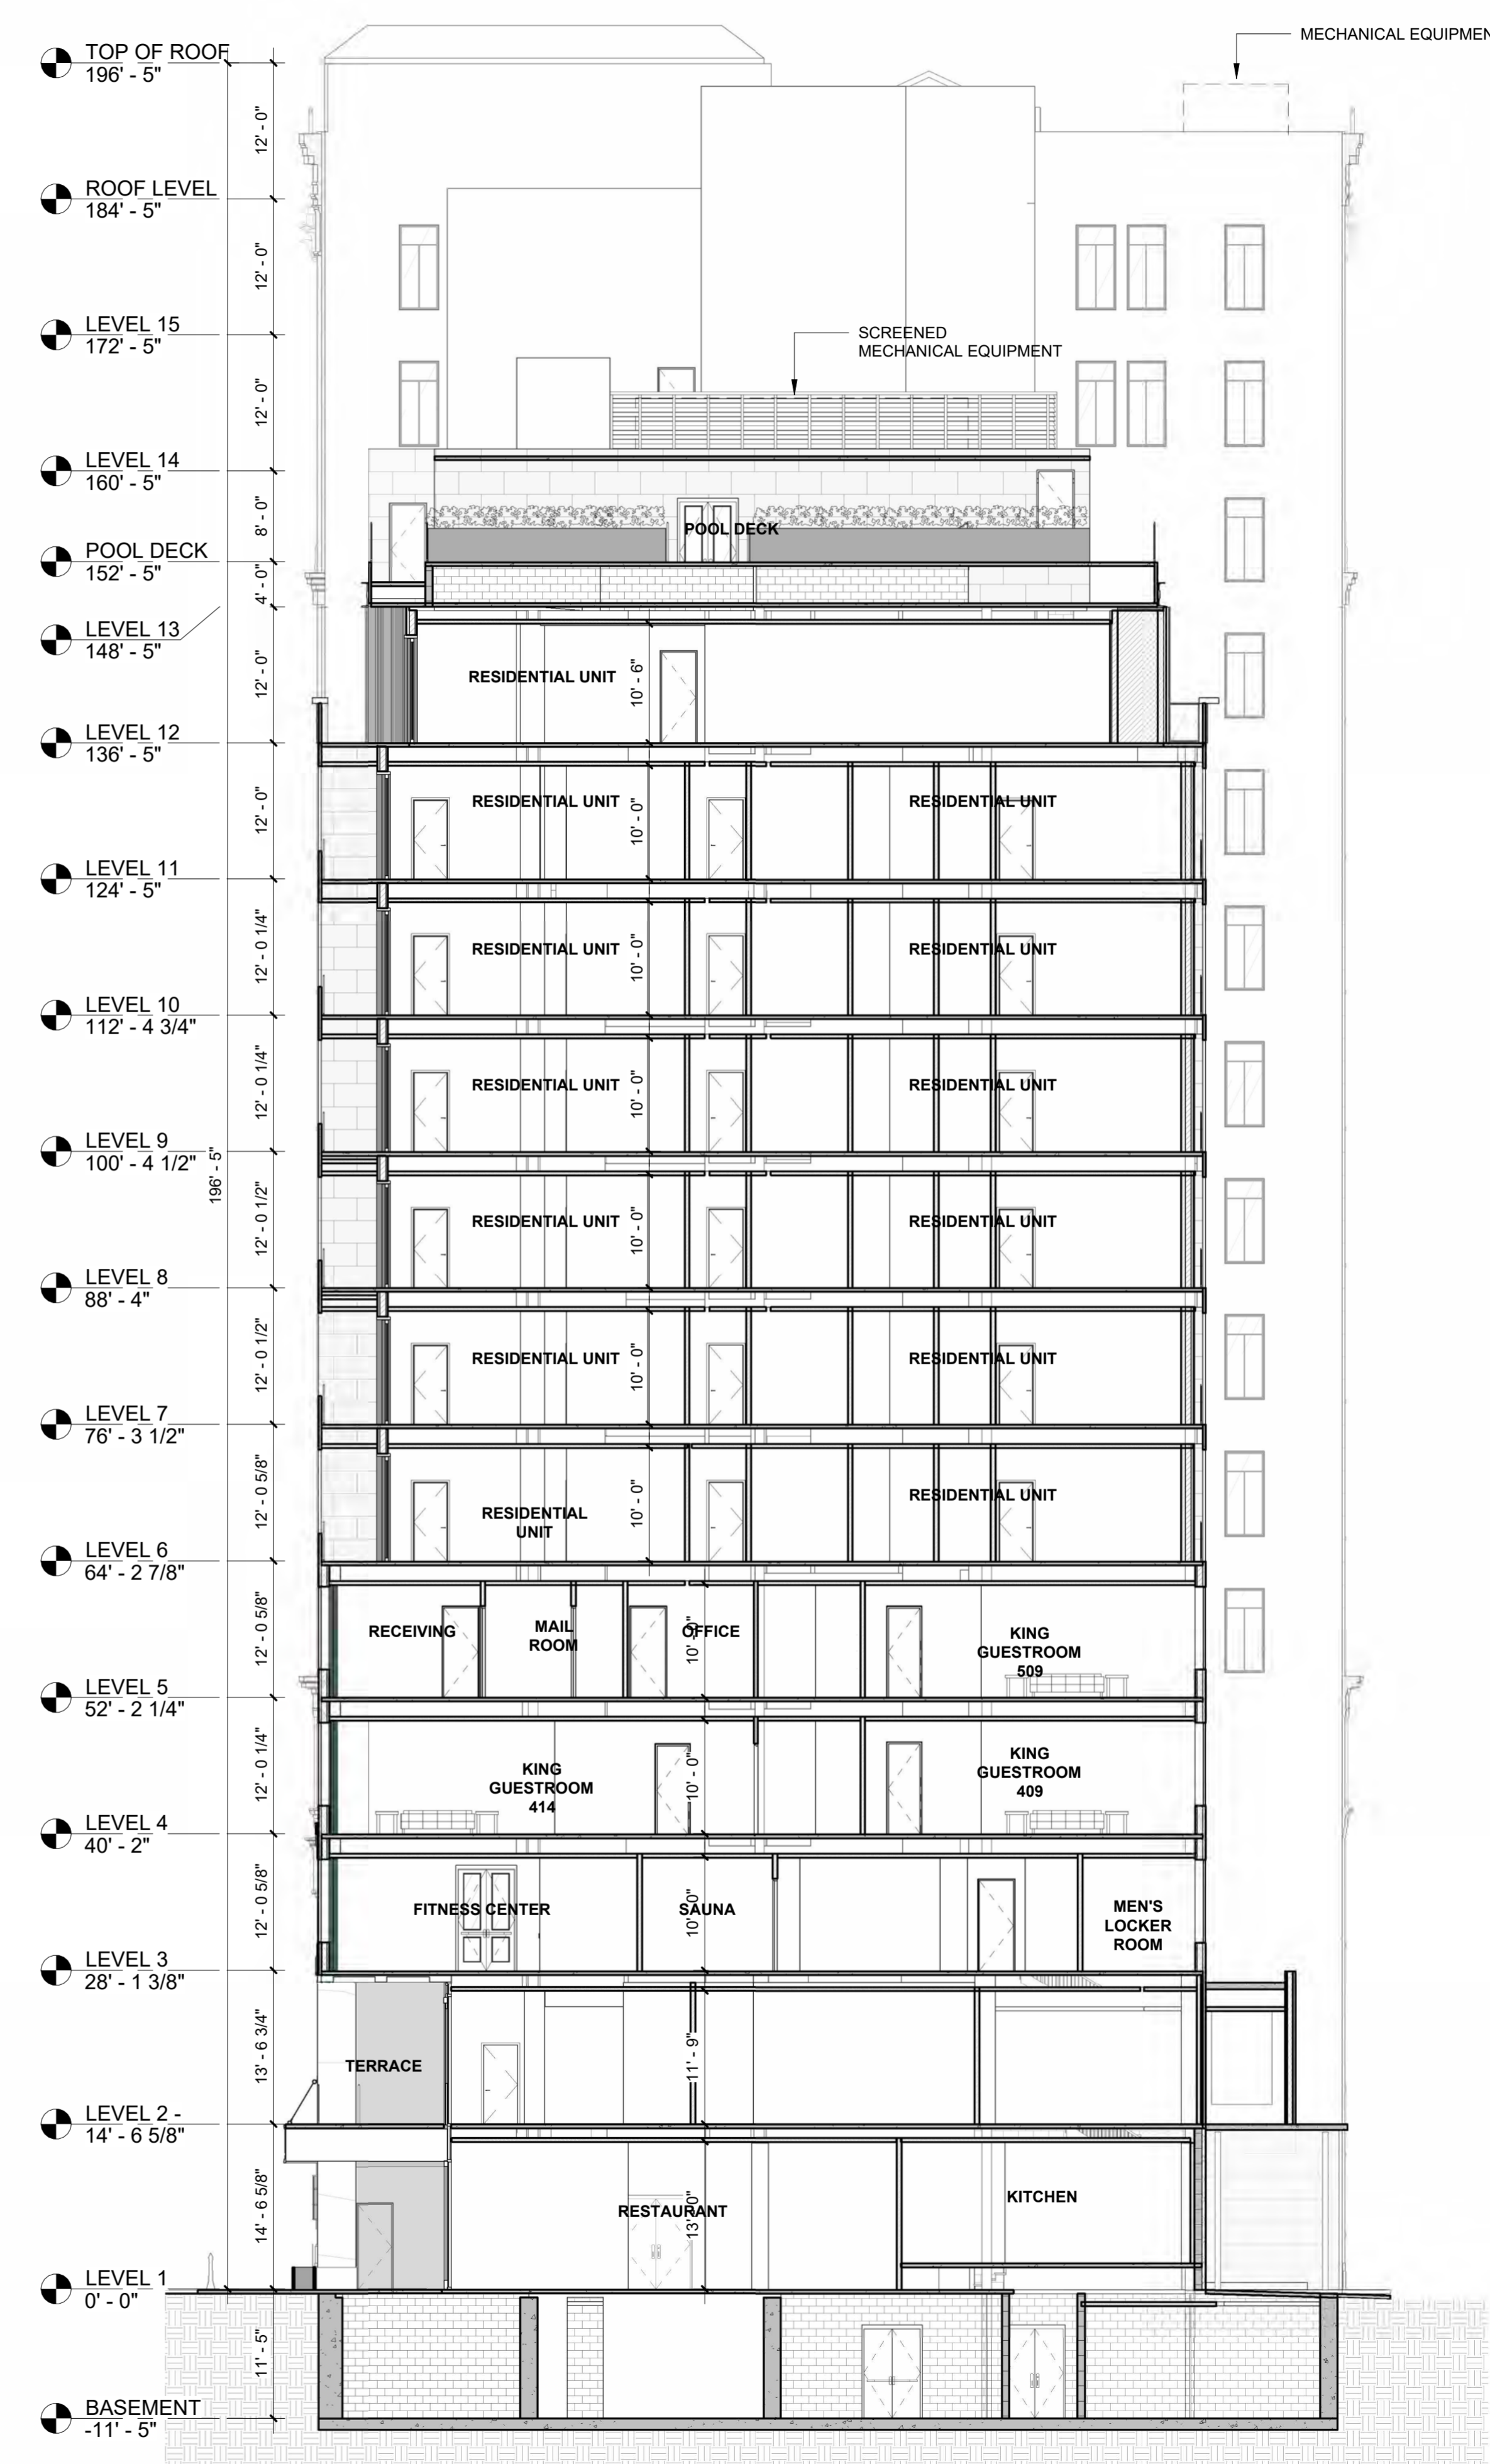 MECHANICAL EQUIPMEN
TOP OF ROOF
196' - 5"
12' - 0"
ROOF LEVEL
184' - 5"
12' - 0"
LEVEL 15
172' - 5"
SCREENED
MECHANICAL EQUIPMENT
12' - 0"
LEVEL 14
160' - 5"
8' - 0"
POOL DECK
POOL DECK
152' - 5"
4' - 0"
LEVEL 13
148' - 5"
12' - 0"
RESIDENTIAL UNIT
10' - 6"
LEVEL 12
136' - 5"
12' - 0"
RESIDENTIAL UNIT
10' - 0"
RESIDENTIAL UNIT
LEVEL 11
124' - 5"
12' - 0 1/4"
RESIDENTIAL UNIT
10' - 0"
RESIDENTIAL UNIT
LEVEL 10
112' - 4 3/4"
12' - 0 1/4"
RESIDENTIAL UNIT
10' - 0"
RESIDENTIAL UNIT
LEVEL 9
100' - 4 1/2"
196' - 5"
12' - 0 1/2"
RESIDENTIAL UNIT
10' - 0"
RESIDENTIAL UNIT
LEVEL 8
88' - 4"
12' - 0 1/2"
RESIDENTIAL UNIT
10' - 0"
RESIDENTIAL UNIT
LEVEL 7
76' - 3 1/2"
12' - 0 5/8"
RESIDENTIAL
UNIT
10' - 0"
RESIDENTIAL UNIT
LEVEL 6
64' - 2 7/8"
12' - 0 5/8"
RECEIVING
MAIL
ROOM
OFFICE
10' - 0"
KING
GUESTROOM
509
LEVEL 5
52' - 2 1/4"
12' - 0 1/4"
KING
GUESTROOM
414
10' - 0"
KING
GUESTROOM
409
LEVEL 4
40' - 2"
12' - 0 5/8"
FITNESS CENTER
SAUNA
10' - 0"
MEN'S
LOCKER
ROOM
LEVEL 3
28' - 1 3/8"
13' - 6 3/4"
TERRACE
11' - 9"
LEVEL 2 -
14' - 6 5/8"
14' - 6 5/8"
RESTAURANT
13' - 0"
KITCHEN
LEVEL 1
0' - 0"
11' - 5"
BASEMENT
-11' - 5"